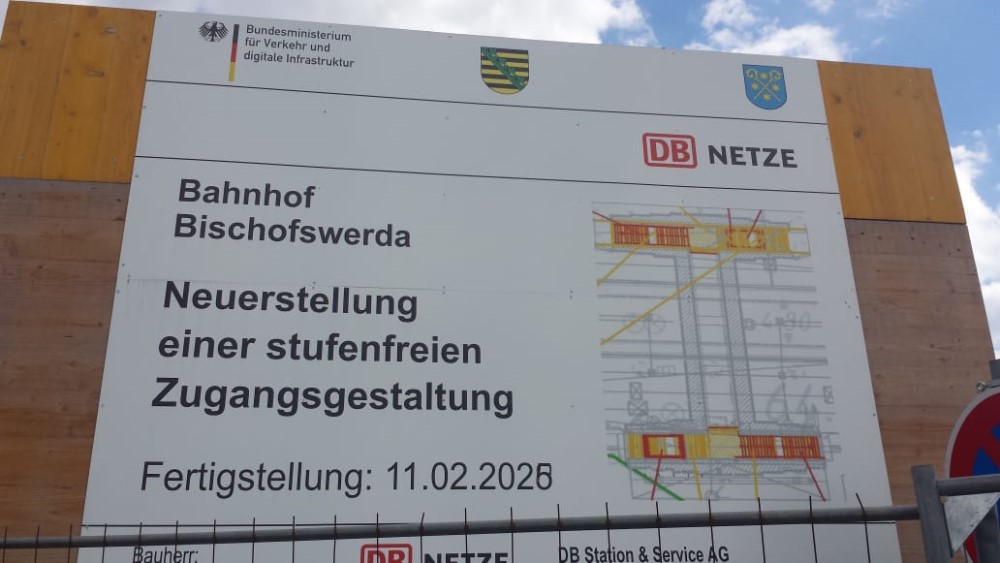 Bundesministerium
für Verkehr und
digitale Infrastruktur
DB NETZE
Bahnhof
Bischofswerda
Neuerstellung
einer stufenfreien
Zugangsgestaltung
Fertigstellung: 11.02.2026
Bauherr:
DB NETZE
DB Station & Service AG